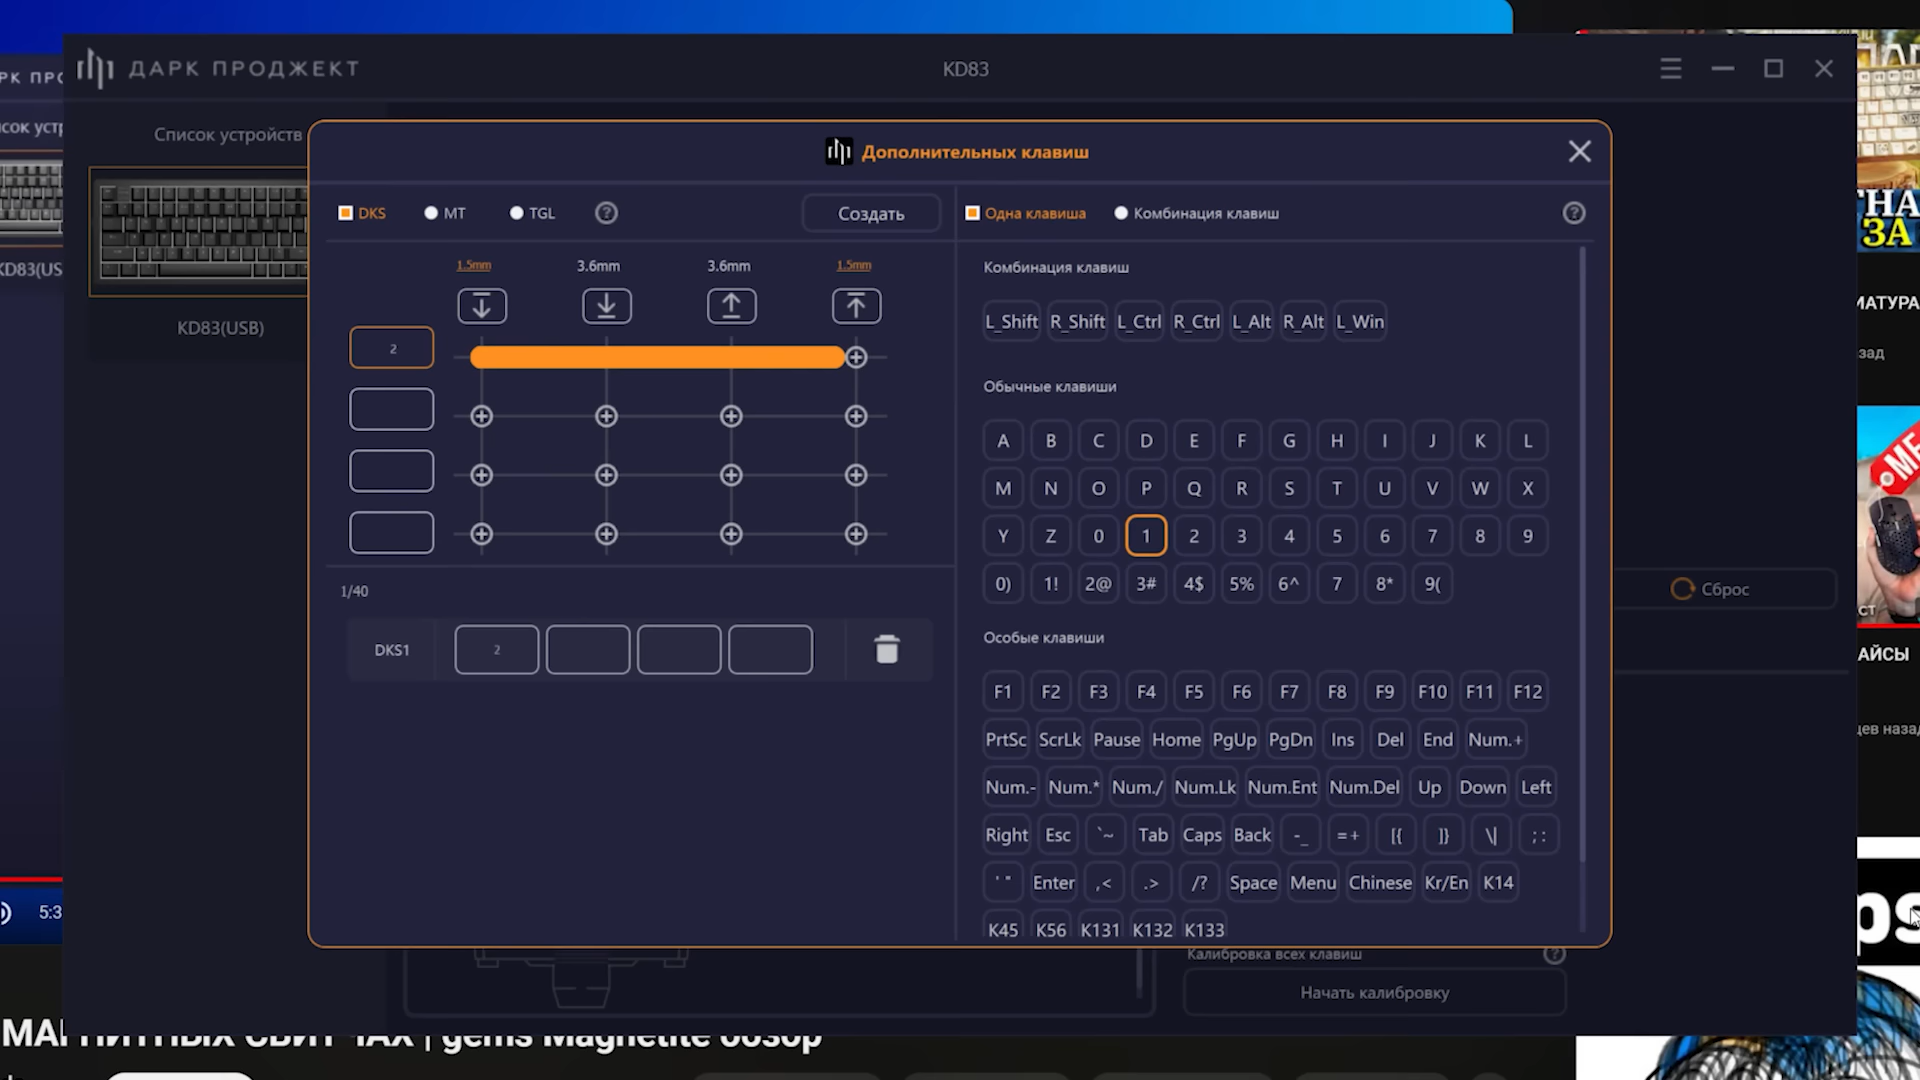 ДАРК ПРОДЖЕКТ
KD83
Список устройств
KD83(USB)
Дополнительных клавиш
DKS
MT
TGL
Создать
1.5mm
3.6mm
3.6mm
1.5mm
2
1/40
DKS1
2
Одна клавиша
Комбинация клавиш
Комбинация клавиш
L_Shift R_Shift L_Ctrl R_Ctrl L_Alt R_Alt L_Win
Обычные клавиши
A B C D E F G H I J K L
M N O P Q R S T U V W X
Y Z 0 1 2 3 4 5 6 7 8 9
0) 1! 2@ 3# 4$ 5% 6^ 7 8* 9(
Особые клавиши
F1 F2 F3 F4 F5 F6 F7 F8 F9 F10 F11 F12
PrtSc ScrLk Pause Home PgUp PgDn Ins Del End Num.+
Num.- Num.* Num./ Num.Lk Num.Ent Num.Del Up Down Left
Right Esc `~ Tab Caps Back -_ =+ [{ ]} \| ;:
'" Enter ,< .> /? Space Menu Chinese Kr/En K14
K45 K56 K131 K132 K133
Сброс
Калибровка всех клавиш
Начать калибровку
5:3
gems Magnetite обзор
ЗА